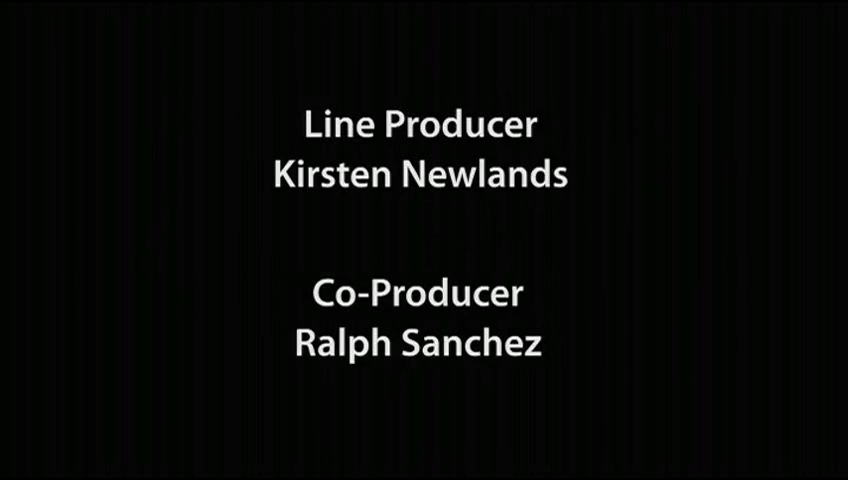 Line Producer
Kirsten Newlands
Co-Producer
Ralph Sanchez